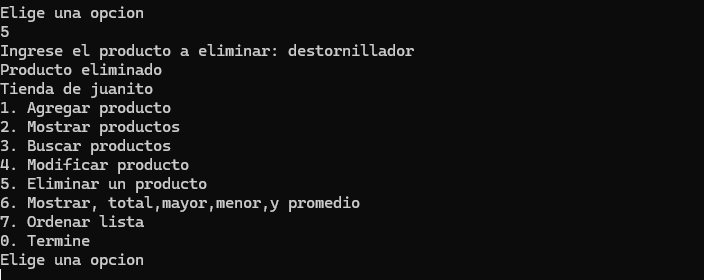 Elige una opcion
5
Ingrese el producto a eliminar: destornillador
Producto eliminado
Tienda de juanito
1. Agregar producto
2. Mostrar productos
3. Buscar productos
4. Modificar producto
5. Eliminar un producto
6. Mostrar, total,mayor,menor,y promedio
7. Ordenar lista
0. Termine
Elige una opcion